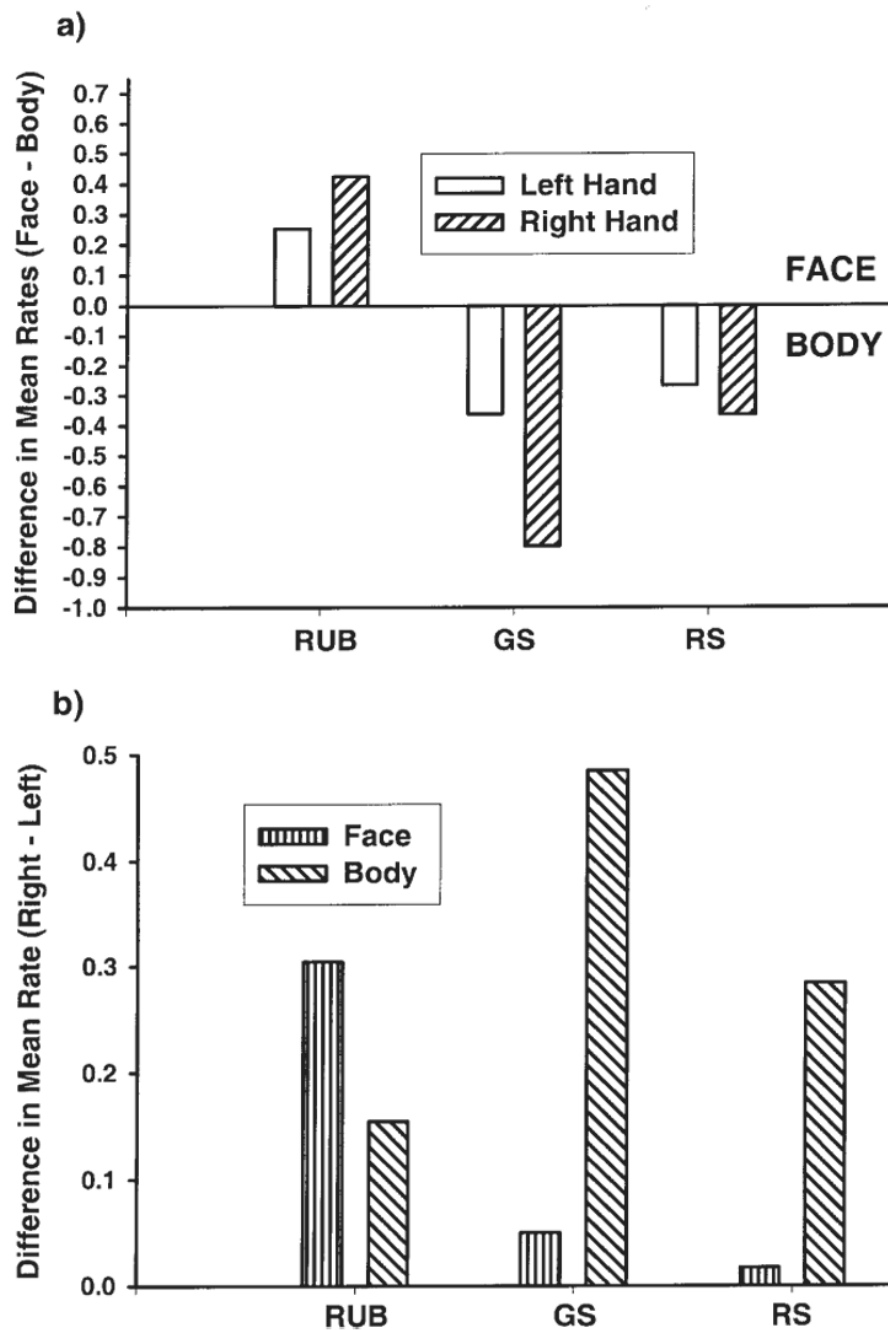 a)
Difference in Mean Rates (Face - Body)
0.7
0.6
0.5
0.4
0.3
0.2
0.1
0.0
-0.1
-0.2
-0.3
-0.4
-0.5
-0.6
-0.7
-0.8
-0.9
-1.0
Left Hand
Right Hand
FACE
BODY
RUB GS RS
b)
Difference in Mean Rate (Right - Left)
0.5
0.4
0.3
0.2
0.1
0.0
Face
Body
RUB GS RS